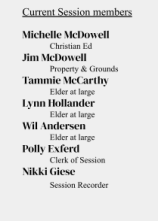 Current Session members
Michelle McDowell
Christian Ed
Jim McDowell
Property & Grounds
Tammie McCarthy
Elder at large
Lynn Hollander
Elder at large
Wil Andersen
Elder at large
Polly Exferd
Clerk of Session
Nikki Giese
Session Recorder